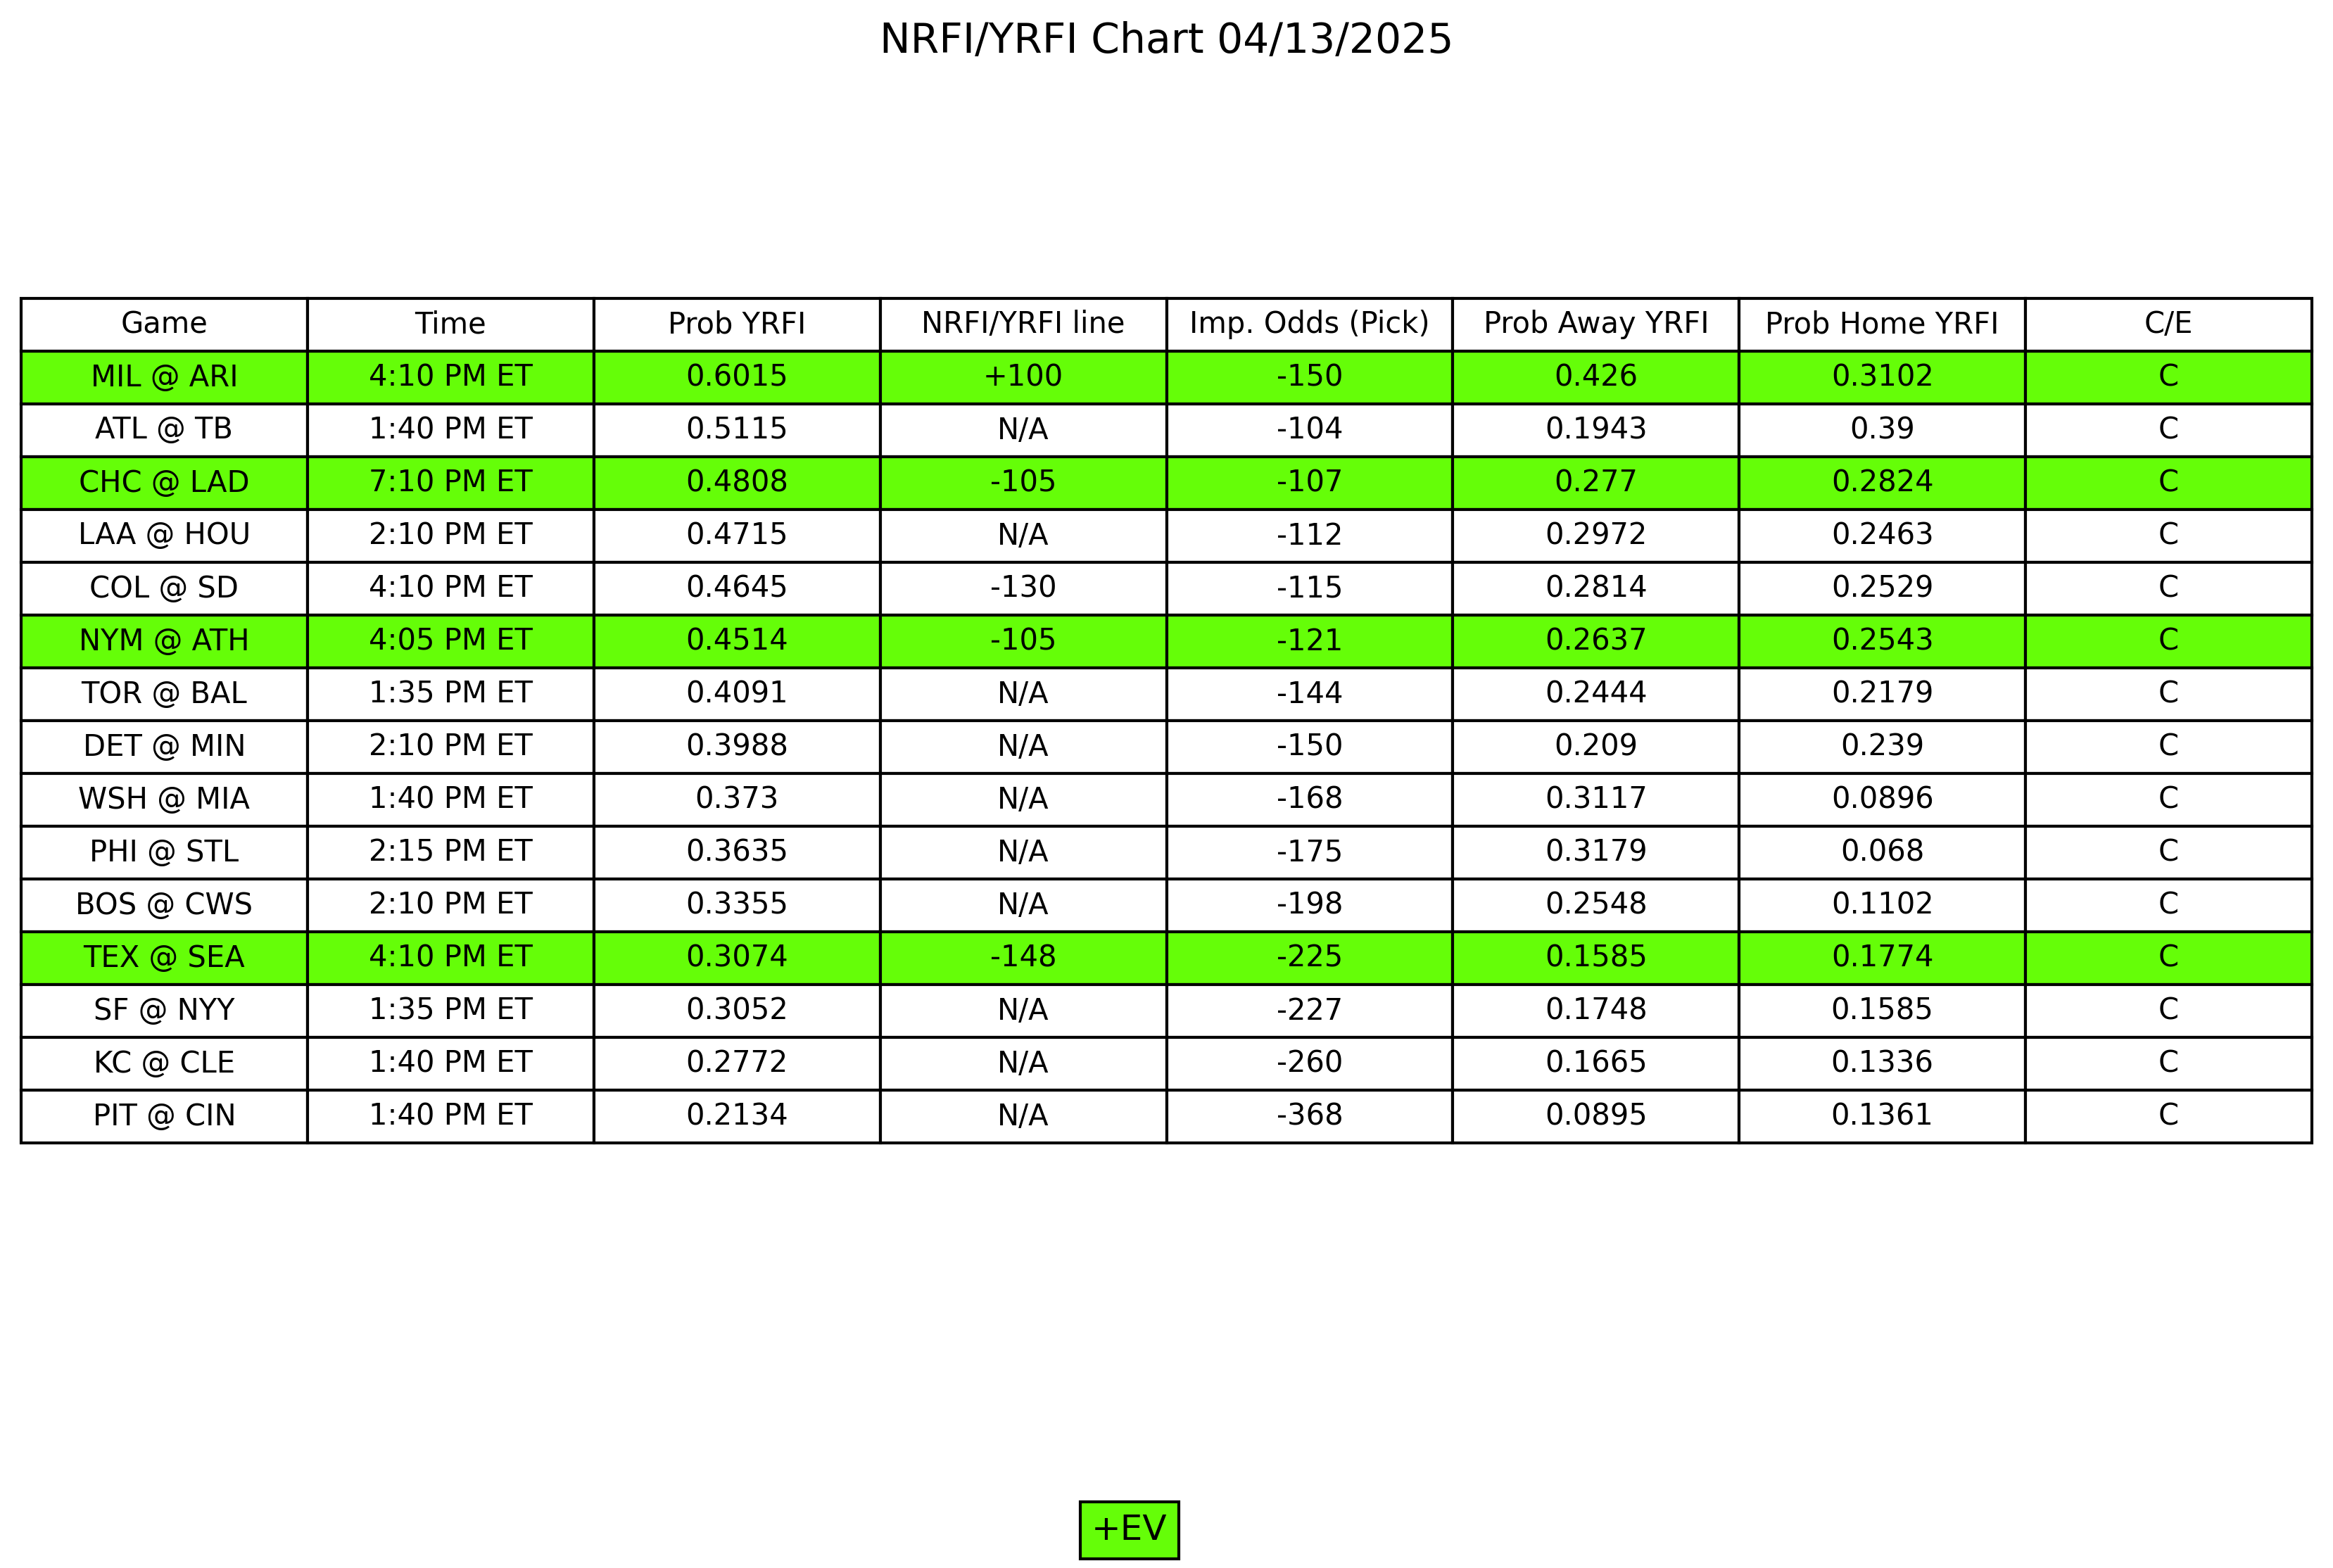 NRFI/YRFI Chart 04/13/2025
Game Time Prob YRFI NRFI/YRFI line Imp. Odds (Pick) Prob Away YRFI Prob Home YRFI C/E
MIL @ ARI 4:10 PM ET 0.6015 +100 -150 0.426 0.3102 C
ATL @ TB 1:40 PM ET 0.5115 N/A -104 0.1943 0.39 C
CHC @ LAD 7:10 PM ET 0.4808 -105 -107 0.277 0.2824 C
LAA @ HOU 2:10 PM ET 0.4715 N/A -112 0.2972 0.2463 C
COL @ SD 4:10 PM ET 0.4645 -130 -115 0.2814 0.2529 C
NYM @ ATH 4:05 PM ET 0.4514 -105 -121 0.2637 0.2543 C
TOR @ BAL 1:35 PM ET 0.4091 N/A -144 0.2444 0.2179 C
DET @ MIN 2:10 PM ET 0.3988 N/A -150 0.209 0.239 C
WSH @ MIA 1:40 PM ET 0.373 N/A -168 0.3117 0.0896 C
PHI @ STL 2:15 PM ET 0.3635 N/A -175 0.3179 0.068 C
BOS @ CWS 2:10 PM ET 0.3355 N/A -198 0.2548 0.1102 C
TEX @ SEA 4:10 PM ET 0.3074 -148 -225 0.1585 0.1774 C
SF @ NYY 1:35 PM ET 0.3052 N/A -227 0.1748 0.1585 C
KC @ CLE 1:40 PM ET 0.2772 N/A -260 0.1665 0.1336 C
PIT @ CIN 1:40 PM ET 0.2134 N/A -368 0.0895 0.1361 C
+EV